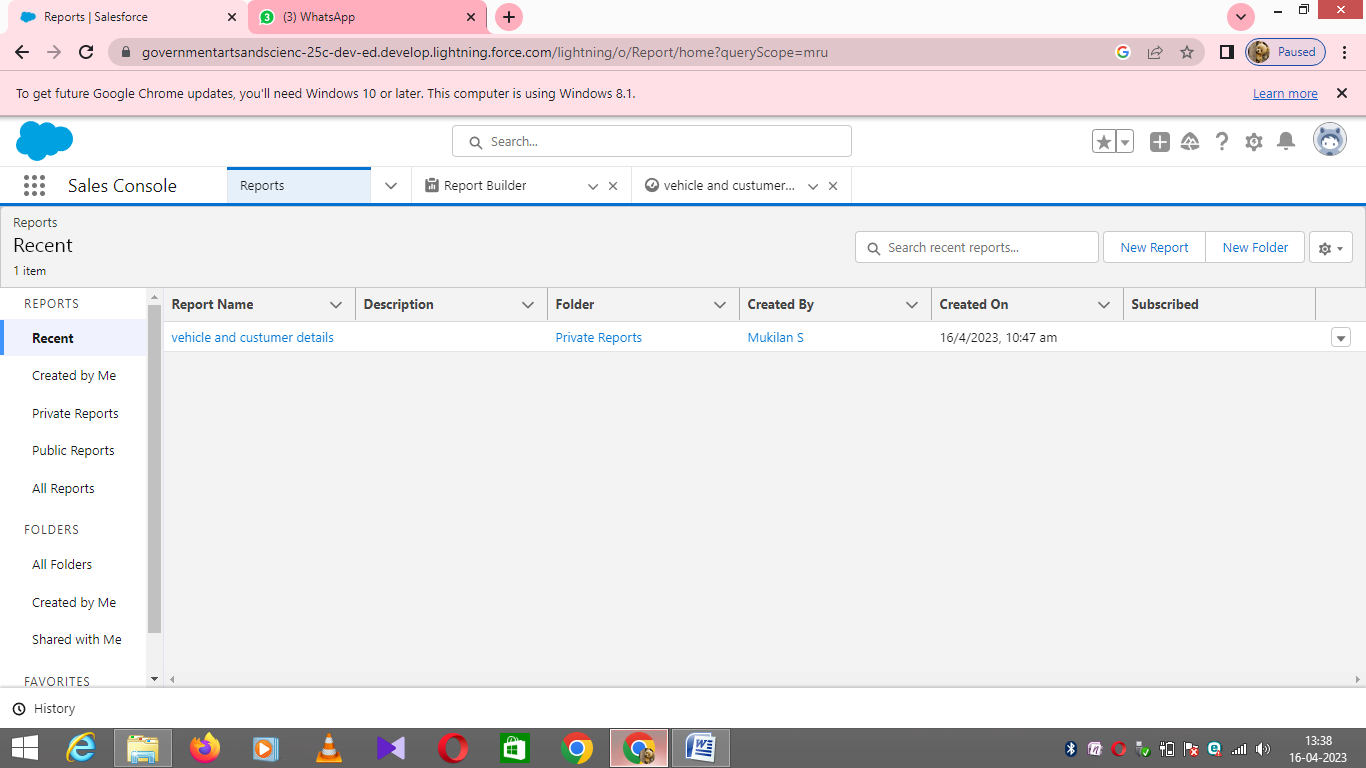 Reports | Salesforce
(3) WhatsApp
governmentartsandscienc-25c-dev-ed.develop.lightning.force.com/lightning/o/Report/home?queryScope=mru
Paused
To get future Google Chrome updates, you'll need Windows 10 or later. This computer is using Windows 8.1.
Learn more
Search...
Sales Console
Reports
Report Builder
vehicle and custumer...
Reports
Recent
1 item
Search recent reports...
New Report
New Folder
REPORTS
Recent
Created by Me
Private Reports
Public Reports
All Reports
FOLDERS
All Folders
Created by Me
Shared with Me
FAVORITES
Report Name
Description
Folder
Created By
Created On
Subscribed
vehicle and custumer details
Private Reports
Mukilan S
16/4/2023, 10:47 am
History
13:38
16-04-2023